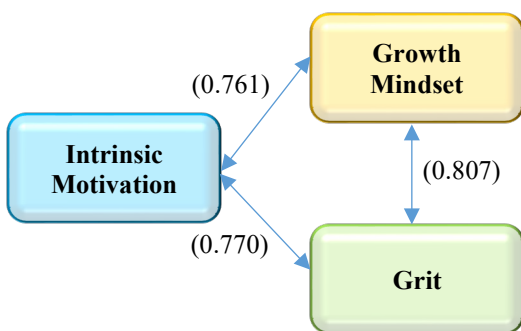 Growth
Mindset
(0.761)
Intrinsic
Motivation
(0.807)
(0.770)
Grit